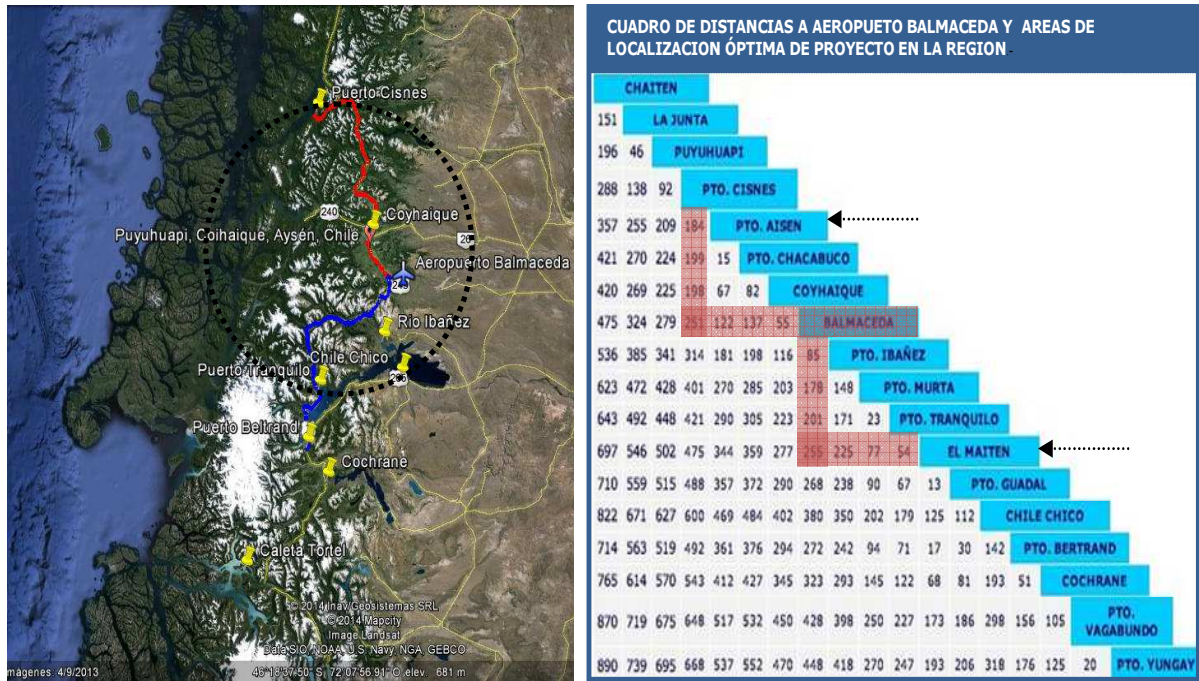 Puerto Cisnes
240
Coyhaique
Puyuhuapi, Coihaique, Aysén, Chile
Aeropuerto Balmaceda
Rio Ibañez
Chile Chico
Puerto Tranquilo
Puerto Beltrand
Cochrane
Caleta Tortel
© 2014 Inav/Geosistemas SRL
© 2014 Mapcity
Image Landsat
Data SIO, NOAA, U.S. Navy, NGA, GEBCO
Imágenes: 4/9/2013
46°18'37.50" S 72°07'56.91" O elev. 681 m
CUADRO DE DISTANCIAS A AEROPUETO BALMACEDA Y AREAS DE
LOCALIZACION ÓPTIMA DE PROYECTO EN LA REGION-
CHAITEN
151 LA JUNTA
196 46 PUYUHUAPI
288 138 92 PTO. CISNES
357 255 209 184 PTO. AISEN
421 270 224 199 15 PTO. CHACABUCO
420 269 225 198 67 82 COYHAIQUE
475 324 279 251 122 137 55 BALMACEDA
536 385 341 314 181 198 116 85 PTO. IBAÑEZ
623 472 428 401 270 285 203 178 148 PTO. MURTA
643 492 448 421 290 305 223 201 171 23 PTO. TRANQUILO
697 546 502 475 344 359 277 255 225 77 54 EL MAITEN
710 559 515 488 357 372 290 268 238 90 67 13 PTO. GUADAL
822 671 627 600 469 484 402 380 350 202 179 125 112 CHILE CHICO
714 563 519 492 361 376 294 272 242 94 71 17 30 142 PTO. BERTRAND
765 614 570 543 412 427 345 323 293 145 122 68 81 193 51 COCHRANE
870 719 675 648 517 532 450 428 398 250 227 173 186 298 156 105 PTO. VAGABUNDO
890 739 695 668 537 552 470 448 418 270 247 193 206 318 176 125 20 PTO. YUNGAY